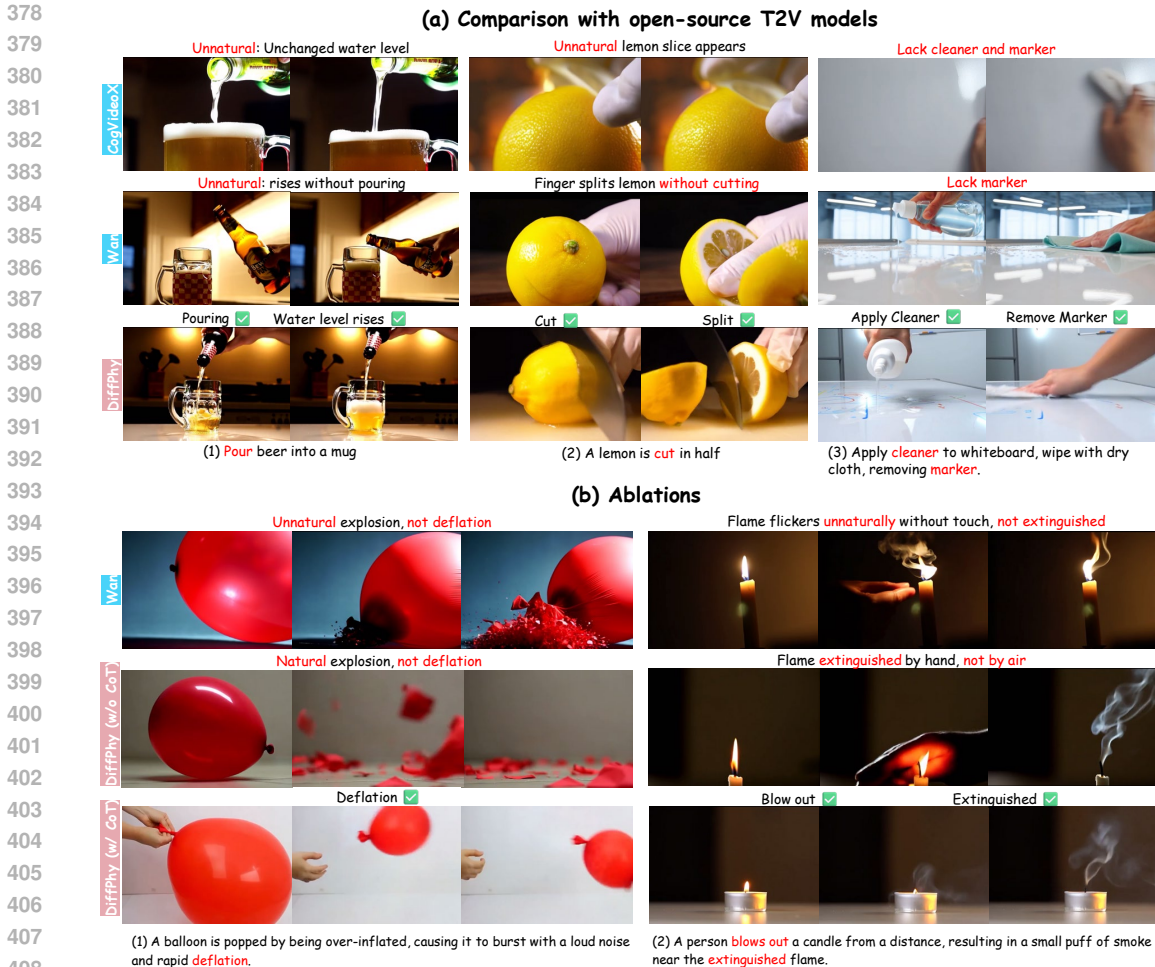 378
(a) Comparison with open-source T2V models
379
Unnatural: Unchanged water level
Unnatural lemon slice appears
Lack cleaner and marker
380
381
CogVideoX
382
383
Unnatural: rises without pouring
Finger splits lemon without cutting
Lack marker
384
385
Wan
386
387
388
Pouring ✅ Water level rises ✅
Cut ✅ Split ✅
Apply Cleaner ✅ Remove Marker ✅
389
390
DiffPhy
391
392
(1) Pour beer into a mug
(2) A lemon is cut in half
(3) Apply cleaner to whiteboard, wipe with dry
cloth, removing marker.
393
(b) Ablations
394
Unnatural explosion, not deflation
Flame flickers unnaturally without touch, not extinguished
395
396
Wan
397
398
Natural explosion, not deflation
Flame extinguished by hand, not by air
399
400
DiffPhy (w/o CoT)
401
402
403
Deflation ✅
Blow out ✅ Extinguished ✅
404
405
DiffPhy (w/ CoT)
406
407
(1) A balloon is popped by being over-inflated, causing it to burst with a loud noise
and rapid deflation.
(2) A person blows out a candle from a distance, resulting in a small puff of smoke
near the extinguished flame.